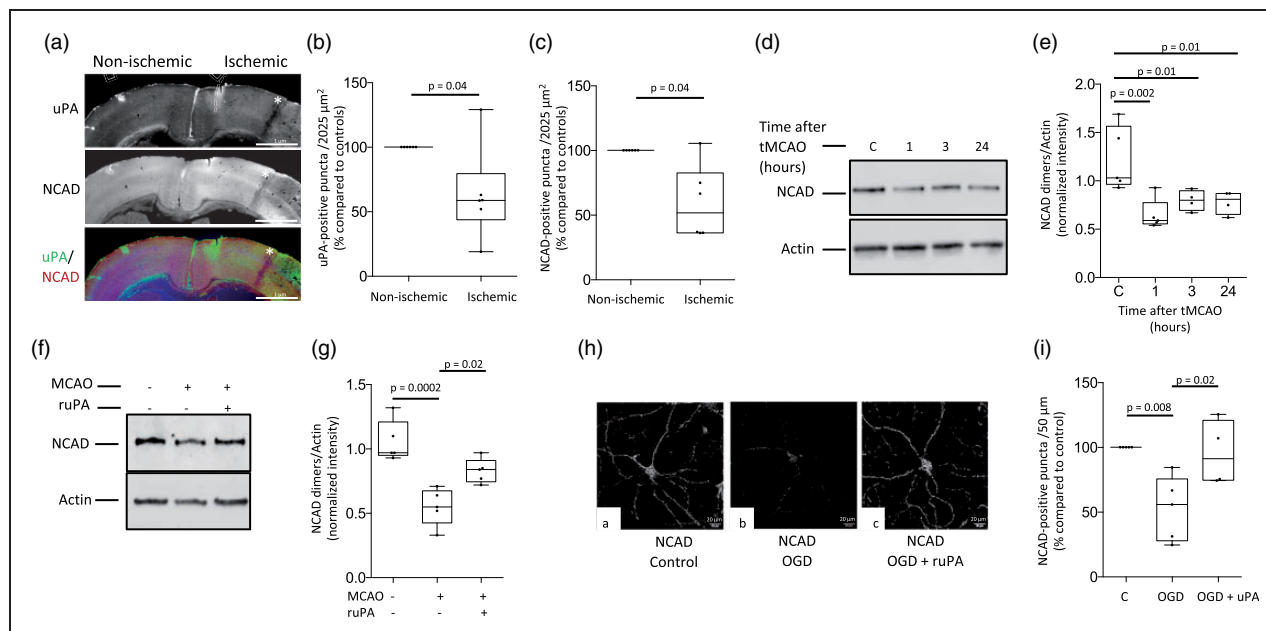 (a)
Non-ischemic Ischemic
uPA
*
1 µm
NCAD
*
uPA/
NCAD
*
1 µm
(b)
uPA-positive puncta /2025 µm²
(% compared to controls)
150
100
50
0
p = 0.04
Non-ischemic Ischemic
(c)
NCAD-positive puncta /2025 µm²
(% compared to controls)
150
100
50
0
p = 0.04
Non-ischemic Ischemic
(d)
Time after
tMCAO
(hours)
C 1 3 24
NCAD
Actin
(e)
NCAD dimers/Actin
(normalized intensity)
2.0
1.5
1.0
0.5
0.0
p = 0.01
p = 0.01
p = 0.002
C 1 3 24
Time after tMCAO
(hours)
(f)
MCAO - + +
ruPA - - +
NCAD
Actin
(g)
NCAD dimers/Actin
(normalized intensity)
1.5
1.0
0.5
0.0
p = 0.02
p = 0.0002
MCAO - + +
ruPA - - +
(h)
a
20 µm
NCAD
Control
b
20 µm
NCAD
OGD
c
20 µm
NCAD
OGD + ruPA
(i)
NCAD-positive puncta /50 µm
(% compared to control)
150
100
50
0
p = 0.02
p = 0.008
C OGD OGD + uPA